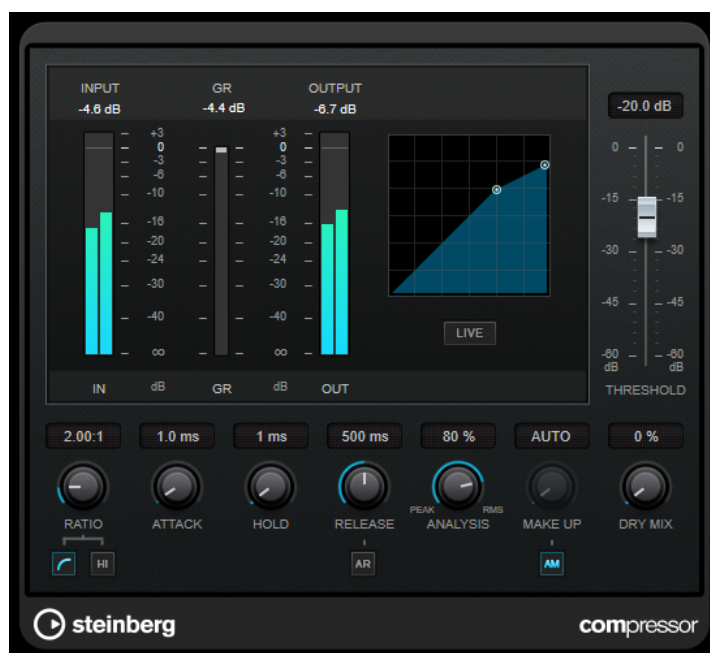 INPUT GR OUTPUT
-4.6 dB -4.4 dB -6.7 dB
-20.0 dB
+3 +3
0 0
-3 -3
-6 -6
-10 -10
-16 -16
-20 -20
-24 -24
-30 -30
-40 -40
∞ ∞
0 0
-15 -15
-30 -30
-45 -45
-60 -60
dB dB
LIVE
IN dB GR dB OUT
THRESHOLD
2.00:1 1.0 ms 1 ms 500 ms 80 % AUTO 0 %
PEAK RMS
RATIO ATTACK HOLD RELEASE ANALYSIS MAKE UP DRY MIX
HI AR AM
steinberg compressor